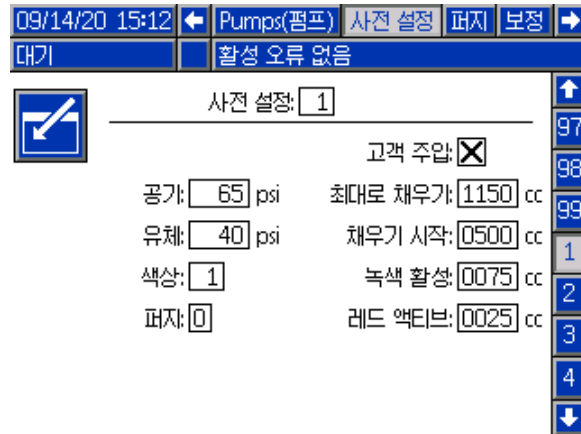 09/14/20 15:12 Pumps(펌프) 사전 설정 퍼지 보정
대기 활성 오류 없음
사전 설정: 1
고객 주입:
공기: 65 psi 최대로 채우기: 1150 cc
유체: 40 psi 채우기 시작: 0500 cc
색상: 1 녹색 활성: 0075 cc
퍼지: 0 레드 액티브: 0025 cc
97
98
99
1
2
3
4